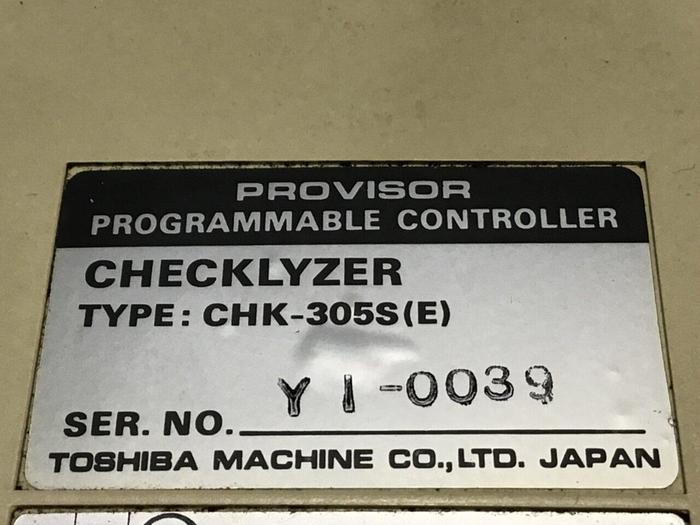 PROVISOR
PROGRAMMABLE CONTROLLER
CHECKLYZER
TYPE: CHK-305S(E)
SER. NO. YI-0039
TOSHIBA MACHINE CO.,LTD. JAPAN